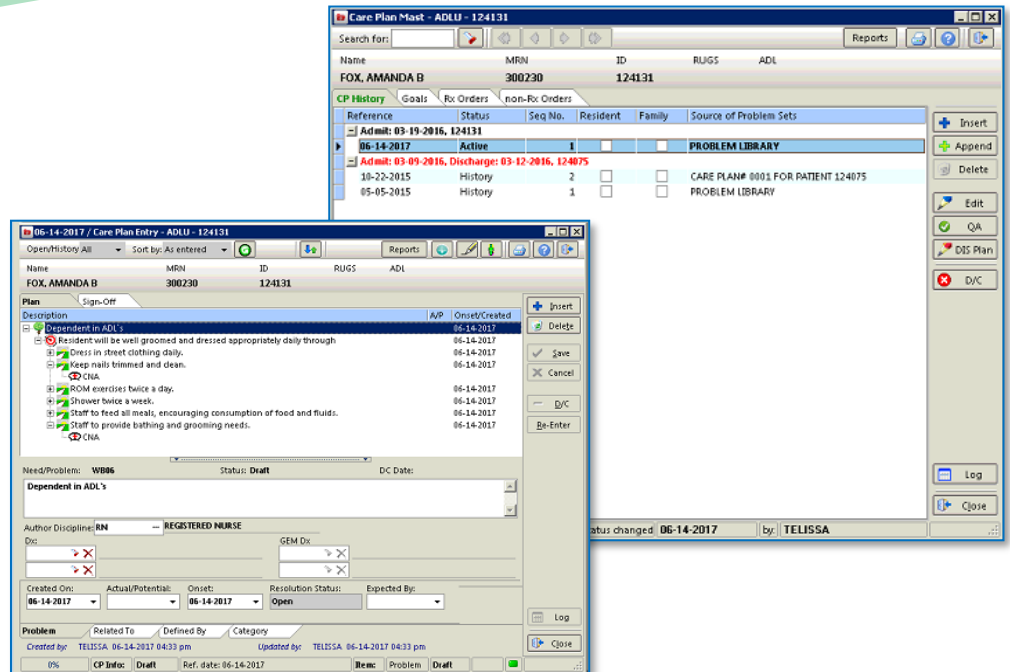 Care Plan Mast - ADLU - 124131
Search for: Reports
Name MRN ID RUGS ADL
FOX, AMANDA B 300230 124131
CP History Goals Rx Orders non-Rx Orders
Reference Status Seq No. Resident Family Source of Problem Sets
Admit: 03-19-2016, 124131
06-14-2017 Active 1 PROBLEM LIBRARY
Admit: 03-09-2016, Discharge: 03-12-2016, 124075
10-22-2015 History 2 CARE PLAN# 0001 FOR PATIENT 124075
05-05-2015 History 1 PROBLEM LIBRARY
Insert
Append
Delete
Edit
QA
DIS Plan
D/C
Log
Close
atus changed 06-14-2017 by: TELISSA
06-14-2017 / Care Plan Entry - ADLU - 124131
Open/History All Sort by: As entered Reports
Name MRN ID RUGS ADL
FOX, AMANDA B 300230 124131
Plan Sign-Off
Description A/P Onset/Created
Dependent in ADL's 06-14-2017
Resident will be well groomed and dressed appropriately daily through 06-14-2017
Dress in street clothing daily. 06-14-2017
Keep nails trimmed and clean. 06-14-2017
CNA
ROM exercises twice a day. 06-14-2017
Shower twice a week. 06-14-2017
Staff to feed all meals, encouraging consumption of food and fluids. 06-14-2017
Staff to provide bathing and grooming needs. 06-14-2017
CNA
Insert
Delete
Save
Cancel
D/C
Re-Enter
Need/Problem: WB06 Status: Draft DC Date:
Dependent in ADL's
Author Discipline: RN --- REGISTERED NURSE
Dx: GEM Dx
Created On: Actual/Potential: Onset: Resolution Status: Expected By:
06-14-2017 06-14-2017 Open
Log
Close
Problem Related To Defined By Category
Created by: TELISSA 06-14-2017 04:33 pm Updated by: TELISSA 06-14-2017 04:33 pm
0% CP Info: Draft Ref. date: 06-14-2017 Item: Problem Draft